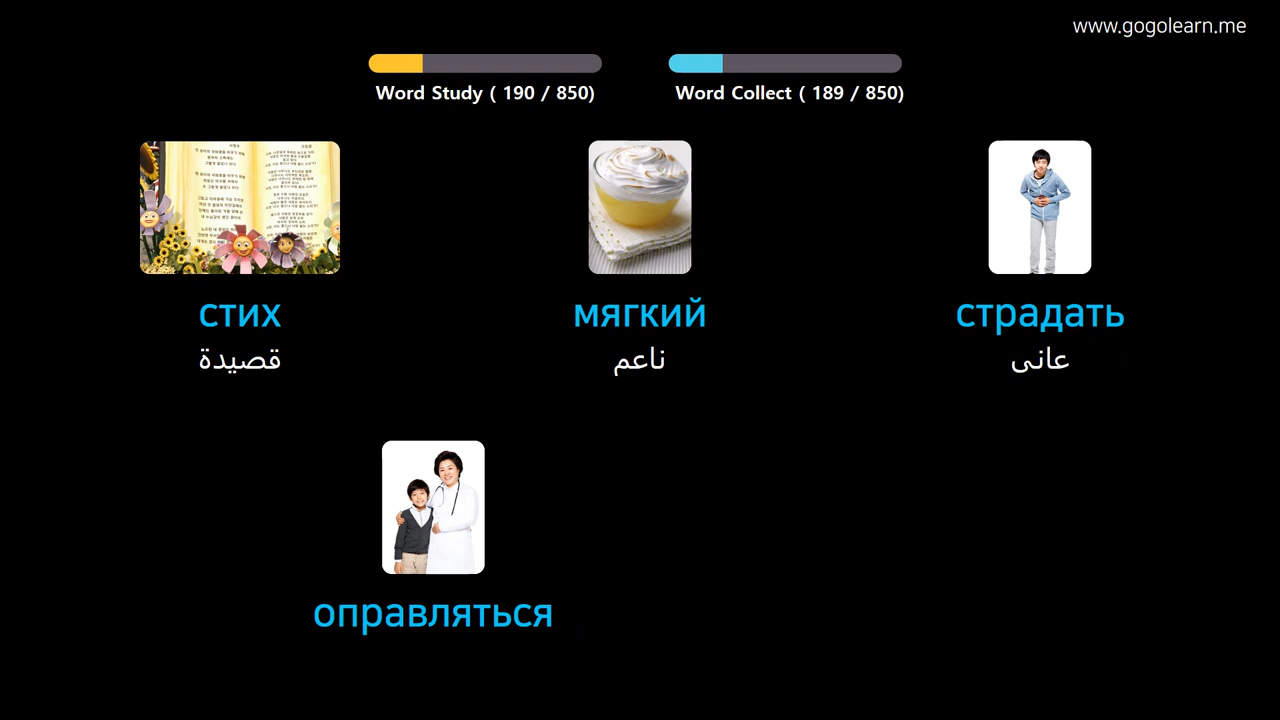 www.gogolearn.me
Word Study ( 190 / 850)
Word Collect ( 189 / 850)
стих
قصيدة
мягкий
ناعم
страдать
عانى
оправляться